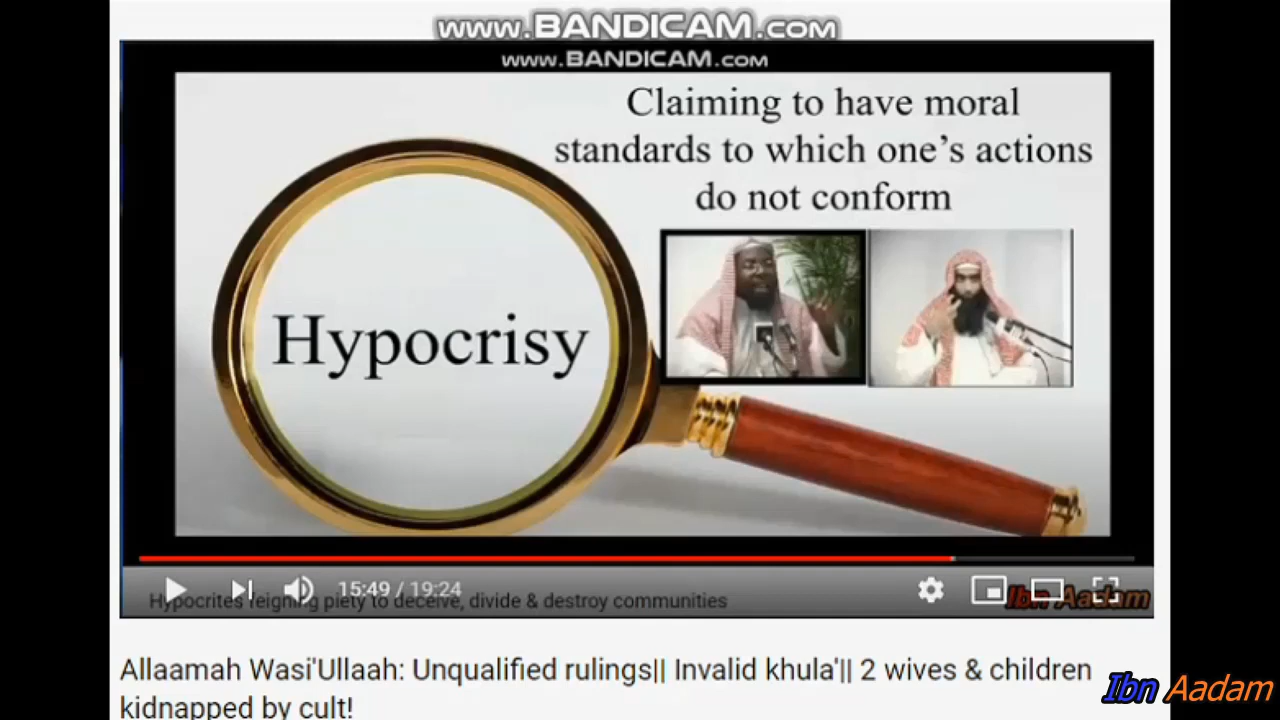 www.BANDICAM.com
www.BANDICAM.com
Claiming to have moral
standards to which one's actions
do not conform
Hypocrisy
15:49 / 19:24
Hypocrites feigning piety to deceive, divide & destroy communities
Ibn Aadam
Allaamah Wasi'Ullaah: Unqualified rulings|| Invalid khula'|| 2 wives & children
kidnapped by cult!
Ibn Aadam